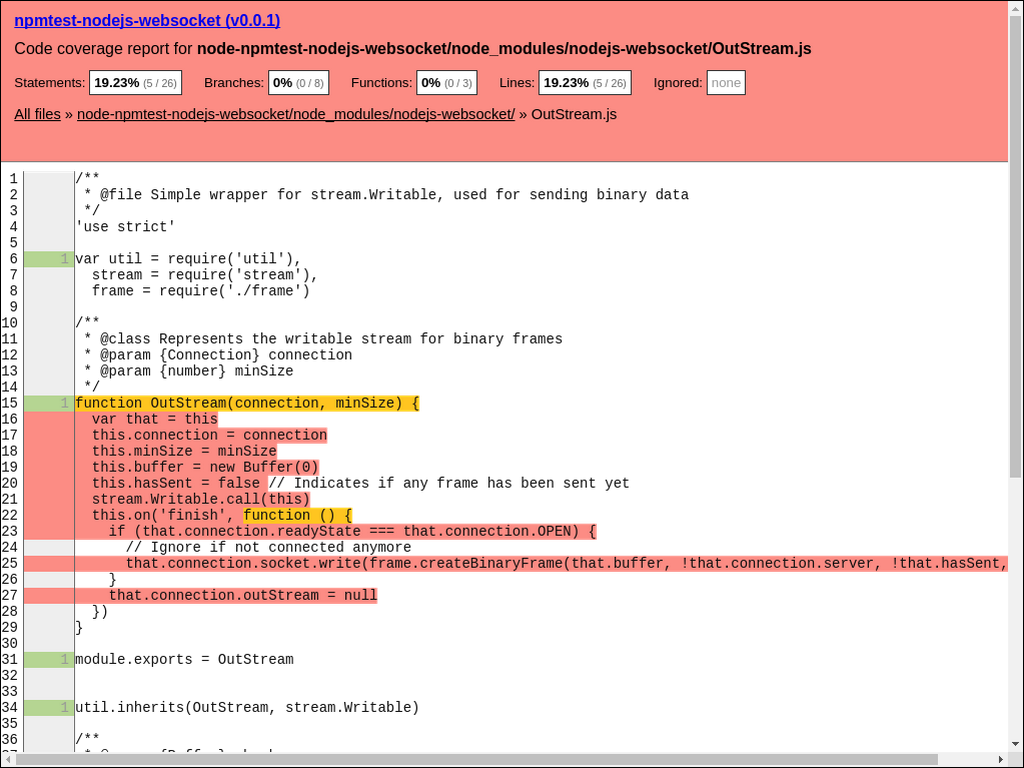 npmtest-nodejs-websocket (v0.0.1)
Code coverage report for node-npmtest-nodejs-websocket/node_modules/nodejs-websocket/OutStream.js
Statements: 19.23% (5 / 26) Branches: 0% (0 / 8) Functions: 0% (0 / 3) Lines: 19.23% (5 / 26) Ignored: none
All files » node-npmtest-nodejs-websocket/node_modules/nodejs-websocket/ » OutStream.js
1 /**
2 * @file Simple wrapper for stream.Writable, used for sending binary data
3 */
4 'use strict'
5
6 1 var util = require('util'),
7 stream = require('stream'),
8 frame = require('./frame')
9
10 /**
11 * @class Represents the writable stream for binary frames
12 * @param {Connection} connection
13 * @param {number} minSize
14 */
15 1 function OutStream(connection, minSize) {
16 var that = this
17 this.connection = connection
18 this.minSize = minSize
19 this.buffer = new Buffer(0)
20 this.hasSent = false // Indicates if any frame has been sent yet
21 stream.Writable.call(this)
22 this.on('finish', function () {
23 if (that.connection.readyState === that.connection.OPEN) {
24 // Ignore if not connected anymore
25 that.connection.socket.write(frame.createBinaryFrame(that.buffer, !that.connection.server, !that.hasSent,
26 }
27 that.connection.outStream = null
28 })
29 }
30
31 1 module.exports = OutStream
32
33
34 1 util.inherits(OutStream, stream.Writable)
35
36 /**